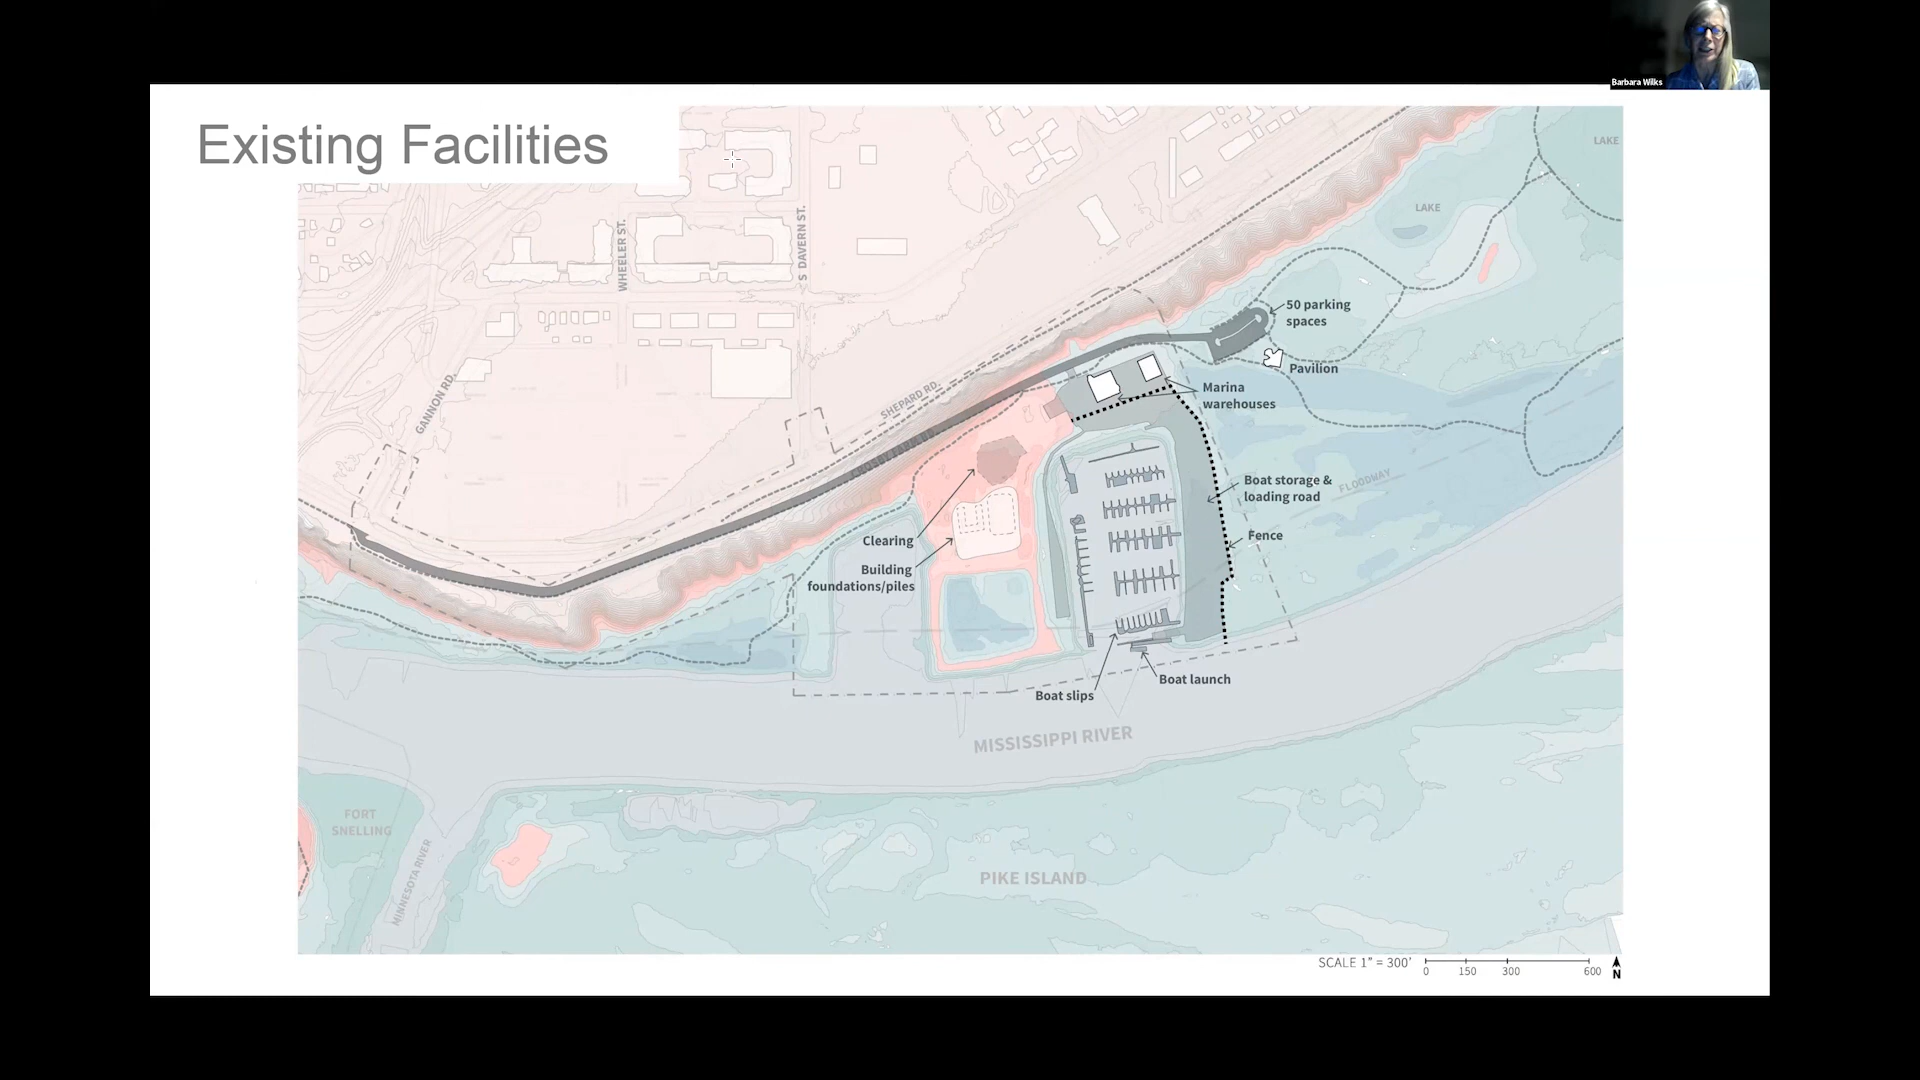 Barbara Wilks
Existing Facilities
LAKE
LAKE
WHEELER ST.
S DAVERN ST.
50 parking
spaces
Pavilion
GANNON RD.
SHEPARD RD.
Marina
warehouses
Boat storage &
loading road
FLOODWAY
Fence
Clearing
Building
foundations/piles
Boat launch
Boat slips
MISSISSIPPI RIVER
FORT
SNELLING
MINNESOTA RIVER
PIKE ISLAND
SCALE 1" = 300'
0 150 300 600
N